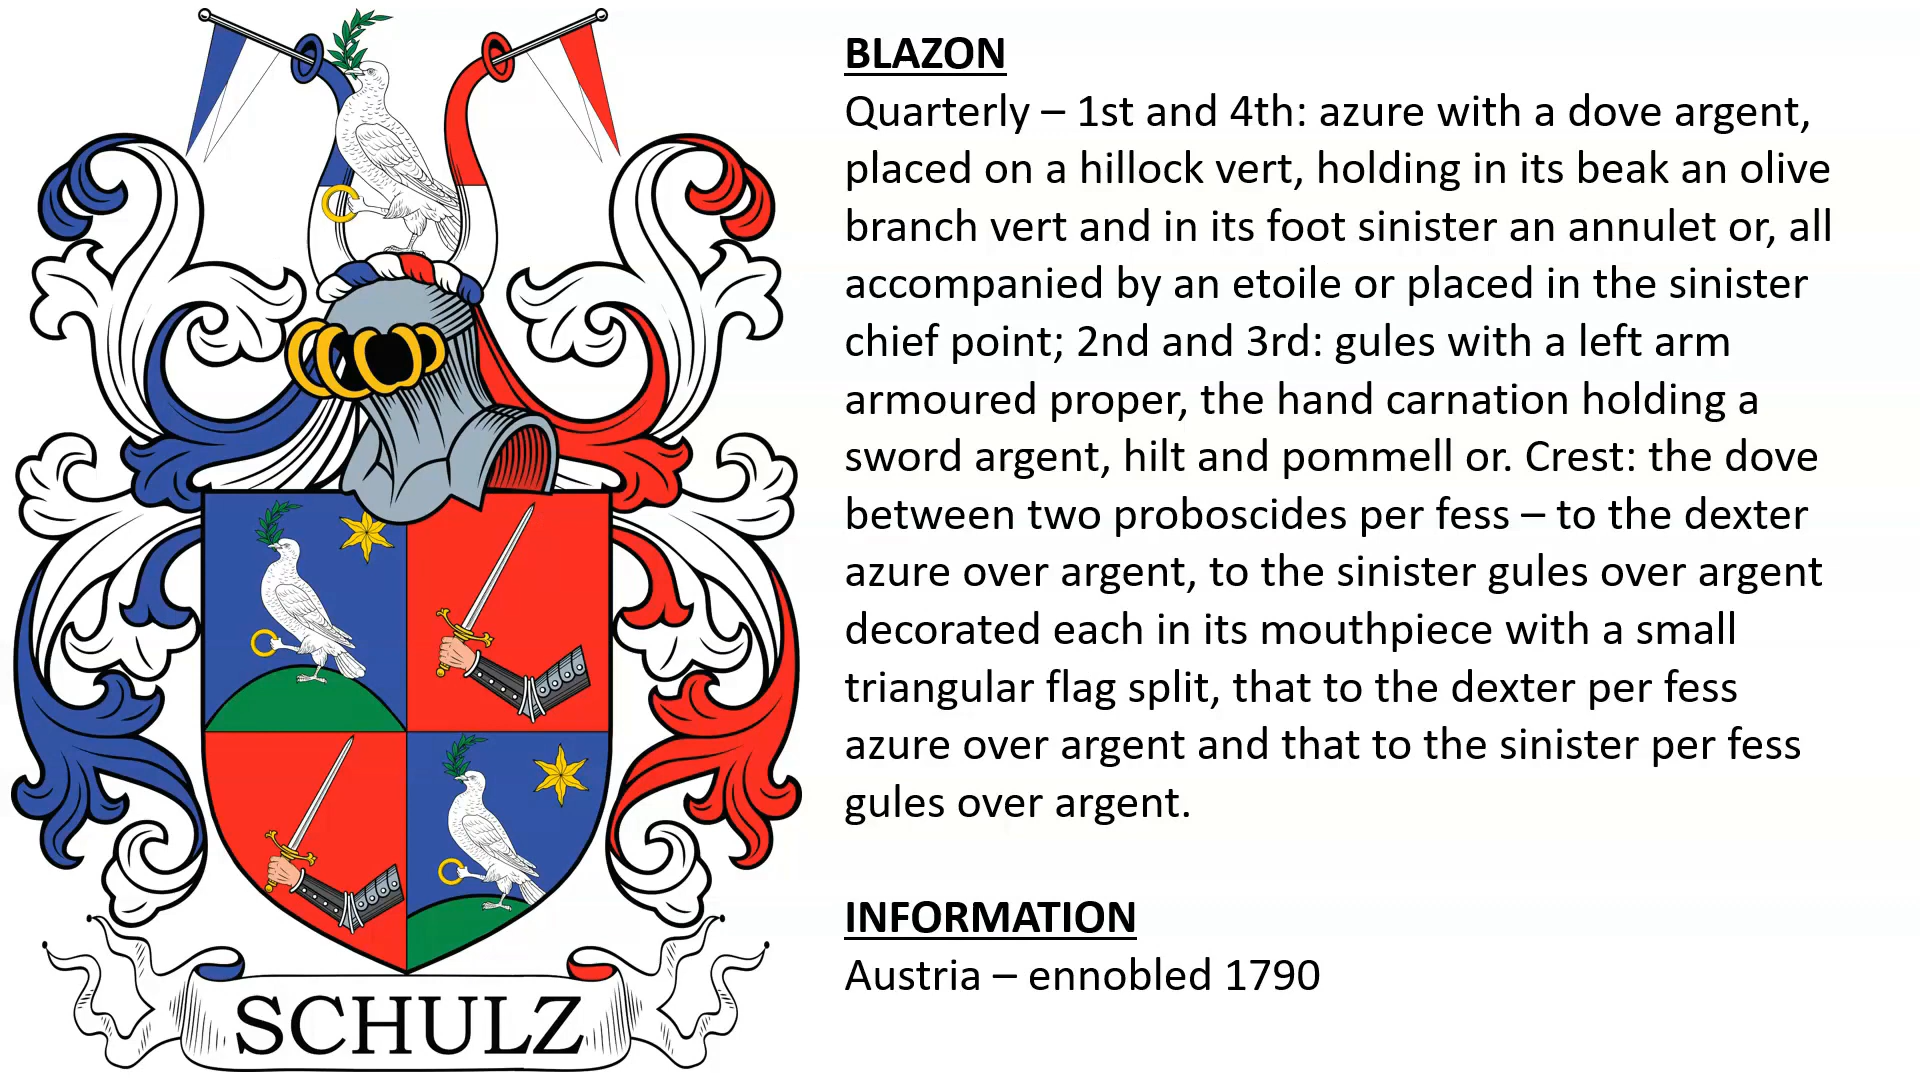 BLAZON
Quarterly – 1st and 4th: azure with a dove argent,
placed on a hillock vert, holding in its beak an olive
branch vert and in its foot sinister an annulet or, all
accompanied by an etoile or placed in the sinister
chief point; 2nd and 3rd: gules with a left arm
armoured proper, the hand carnation holding a
sword argent, hilt and pommell or. Crest: the dove
between two proboscides per fess – to the dexter
azure over argent, to the sinister gules over argent
decorated each in its mouthpiece with a small
triangular flag split, that to the dexter per fess
azure over argent and that to the sinister per fess
gules over argent.
INFORMATION
Austria – ennobled 1790
SCHULZ